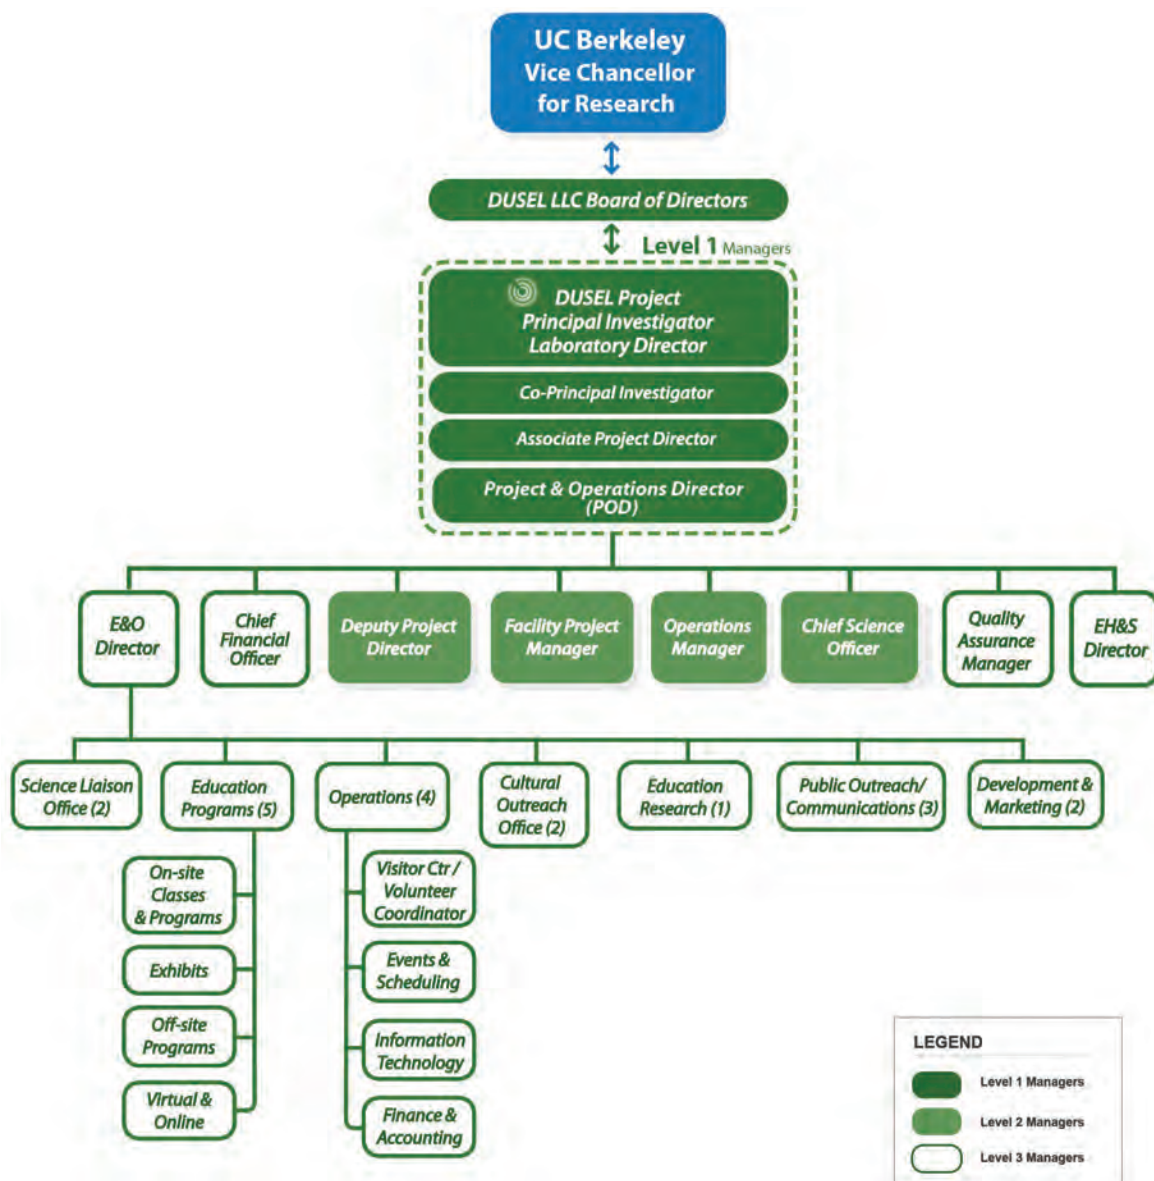 UC Berkeley
Vice Chancellor
for Research
DUSEL LLC Board of Directors
Level 1 Managers
DUSEL Project
Principal Investigator
Laboratory Director
Co-Principal Investigator
Associate Project Director
Project & Operations Director
(POD)
E&O
Director
Chief
Financial
Officer
Deputy Project
Director
Facility Project
Manager
Operations
Manager
Chief Science
Officer
Quality
Assurance
Manager
EH&S
Director
Science Liaison
Office (2)
Education
Programs (5)
Operations (4)
Cultural
Outreach
Office (2)
Education
Research (1)
Public Outreach/
Communications (3)
Development &
Marketing (2)
On-site
Classes
& Programs
Exhibits
Off-site
Programs
Virtual &
Online
Visitor Ctr /
Volunteer
Coordinator
Events &
Scheduling
Information
Technology
Finance &
Accounting
LEGEND
Level 1 Managers
Level 2 Managers
Level 3 Managers